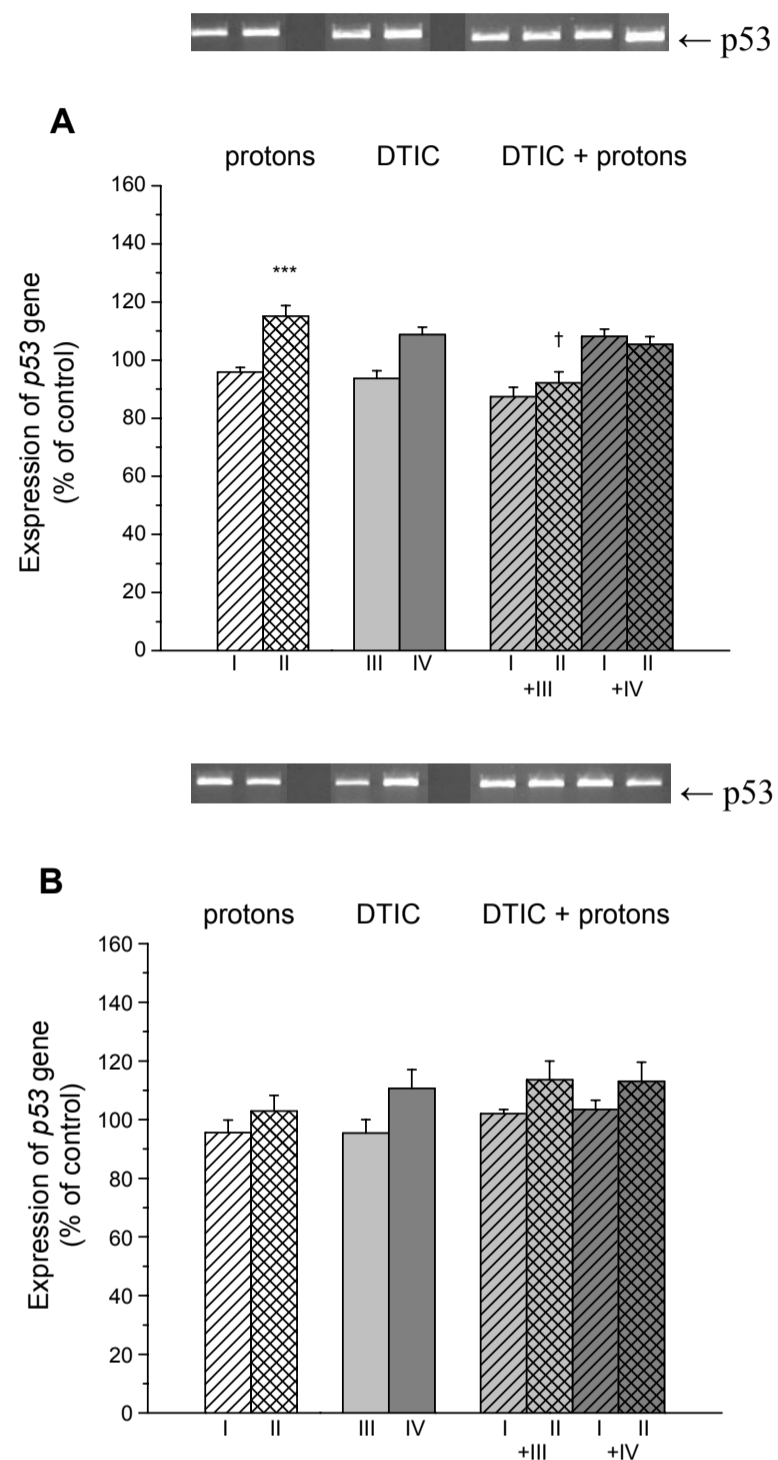 ← p53
A
protons DTIC DTIC + protons
Exspression of p53 gene
(% of control)
160
140
120
100
80
60
40
20
0
***
†
I II III IV I II I II
+III +IV
← p53
B
protons DTIC DTIC + protons
Expression of p53 gene
(% of control)
160
140
120
100
80
60
40
20
0
I II III IV I II I II
+III +IV